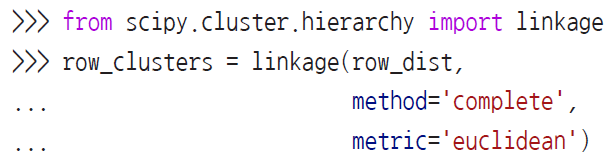 >>> from scipy.cluster.hierarchy import linkage
>>> row_clusters = linkage(row_dist,
...                        method='complete',
...                        metric='euclidean')